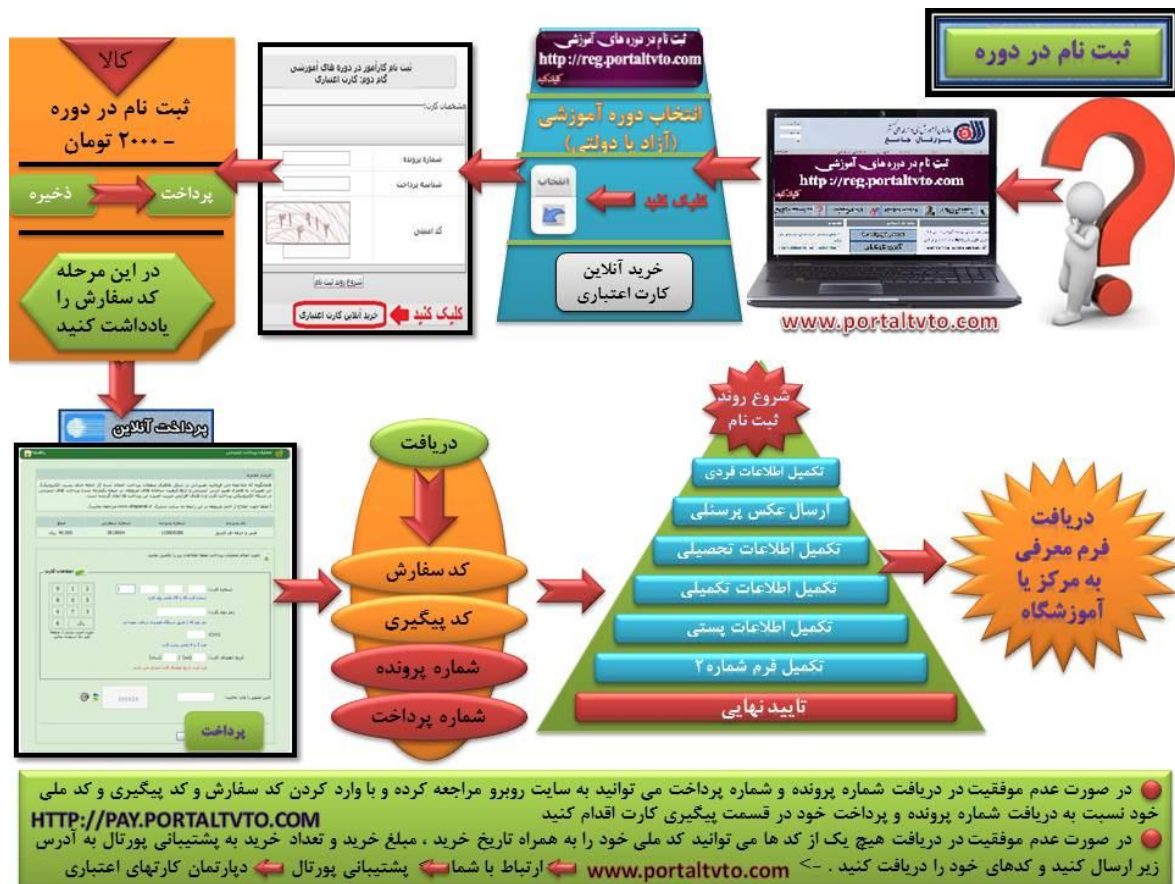 ثبت نام در دوره
ثبت نام در دوره های آموزشی
http://reg.portaltvto.com
کلیک کنید
www.portaltvto.com
ثبت نام در دوره های آموزشی
http://reg.portaltvto.com
کلیک کنید
انتخاب دوره آموزشی
(آزاد یا دولتی)
انتخاب
کلیک کنید
خرید آنلاین
کارت اعتباری
ثبت نام کارآموز در دوره های آموزشی
گام دوم: کارت اعتباری
مشخصات کارت:
شماره پرونده
شناسه پرداخت
کد امنیتی
شروع روند ثبت نام
خرید آنلاین کارت اعتباری
کلیک کنید
کالا
ثبت نام در دوره
– ۲۰۰۰ تومان
پرداخت
ذخیره
در این مرحله
کد سفارش را
یادداشت کنید
پرداخت آنلاین
پرداخت
دریافت
کد سفارش
کد پیگیری
شماره پرونده
شماره پرداخت
شروع روند
ثبت نام
تکمیل اطلاعات فردی
ارسال عکس پرسنلی
تکمیل اطلاعات تحصیلی
تکمیل اطلاعات تکمیلی
تکمیل اطلاعات پستی
تکمیل فرم شماره ۲
تایید نهایی
دریافت
فرم معرفی
به مرکز یا
آموزشگاه
در صورت عدم موفقیت در دریافت شماره پرونده و شماره پرداخت می توانید به سایت روبرو مراجعه کرده و با وارد کردن کد سفارش و کد پیگیری و کد ملی
خود نسبت به دریافت شماره پرونده و پرداخت خود در قسمت پیگیری کارت اقدام کنید HTTP://PAY.PORTALTVTO.COM
در صورت عدم موفقیت در دریافت هیچ یک از کد ها می توانید کد ملی خود را به همراه تاریخ خرید ، مبلغ خرید و تعداد خرید به پشتیبانی پورتال به آدرس
زیر ارسال کنید و کدهای خود را دریافت کنید . -> www.portaltvto.com ارتباط با شما پشتیبانی پورتال دپارتمان کارتهای اعتباری